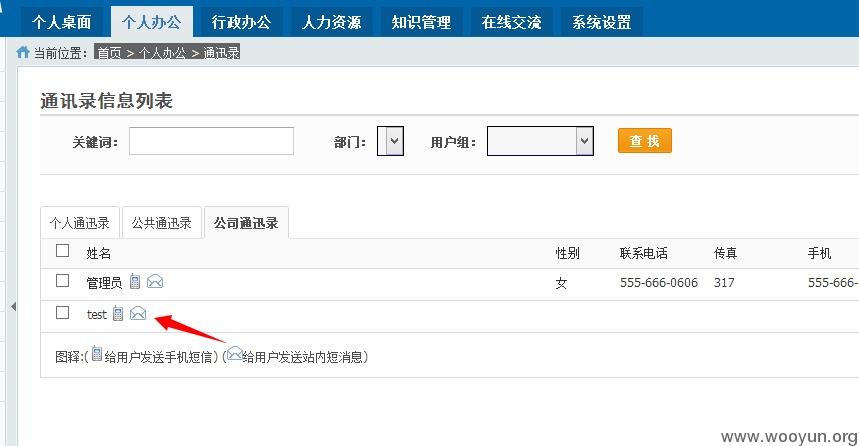 个人桌面 个人办公 行政办公 人力资源 知识管理 在线交流 系统设置
当前位置: 首页 > 个人办公 > 通讯录
通讯录信息列表
关键词: 部门: 用户组: 查 找
个人通迅录 公共通迅录 公司通迅录
姓名 性别 联系电话 传真 手机
管理员 女 555-666-0606 317 555-666-
test
图释:( 给用户发送手机短信) ( 给用户发送站内短消息)
www.wooyun.org